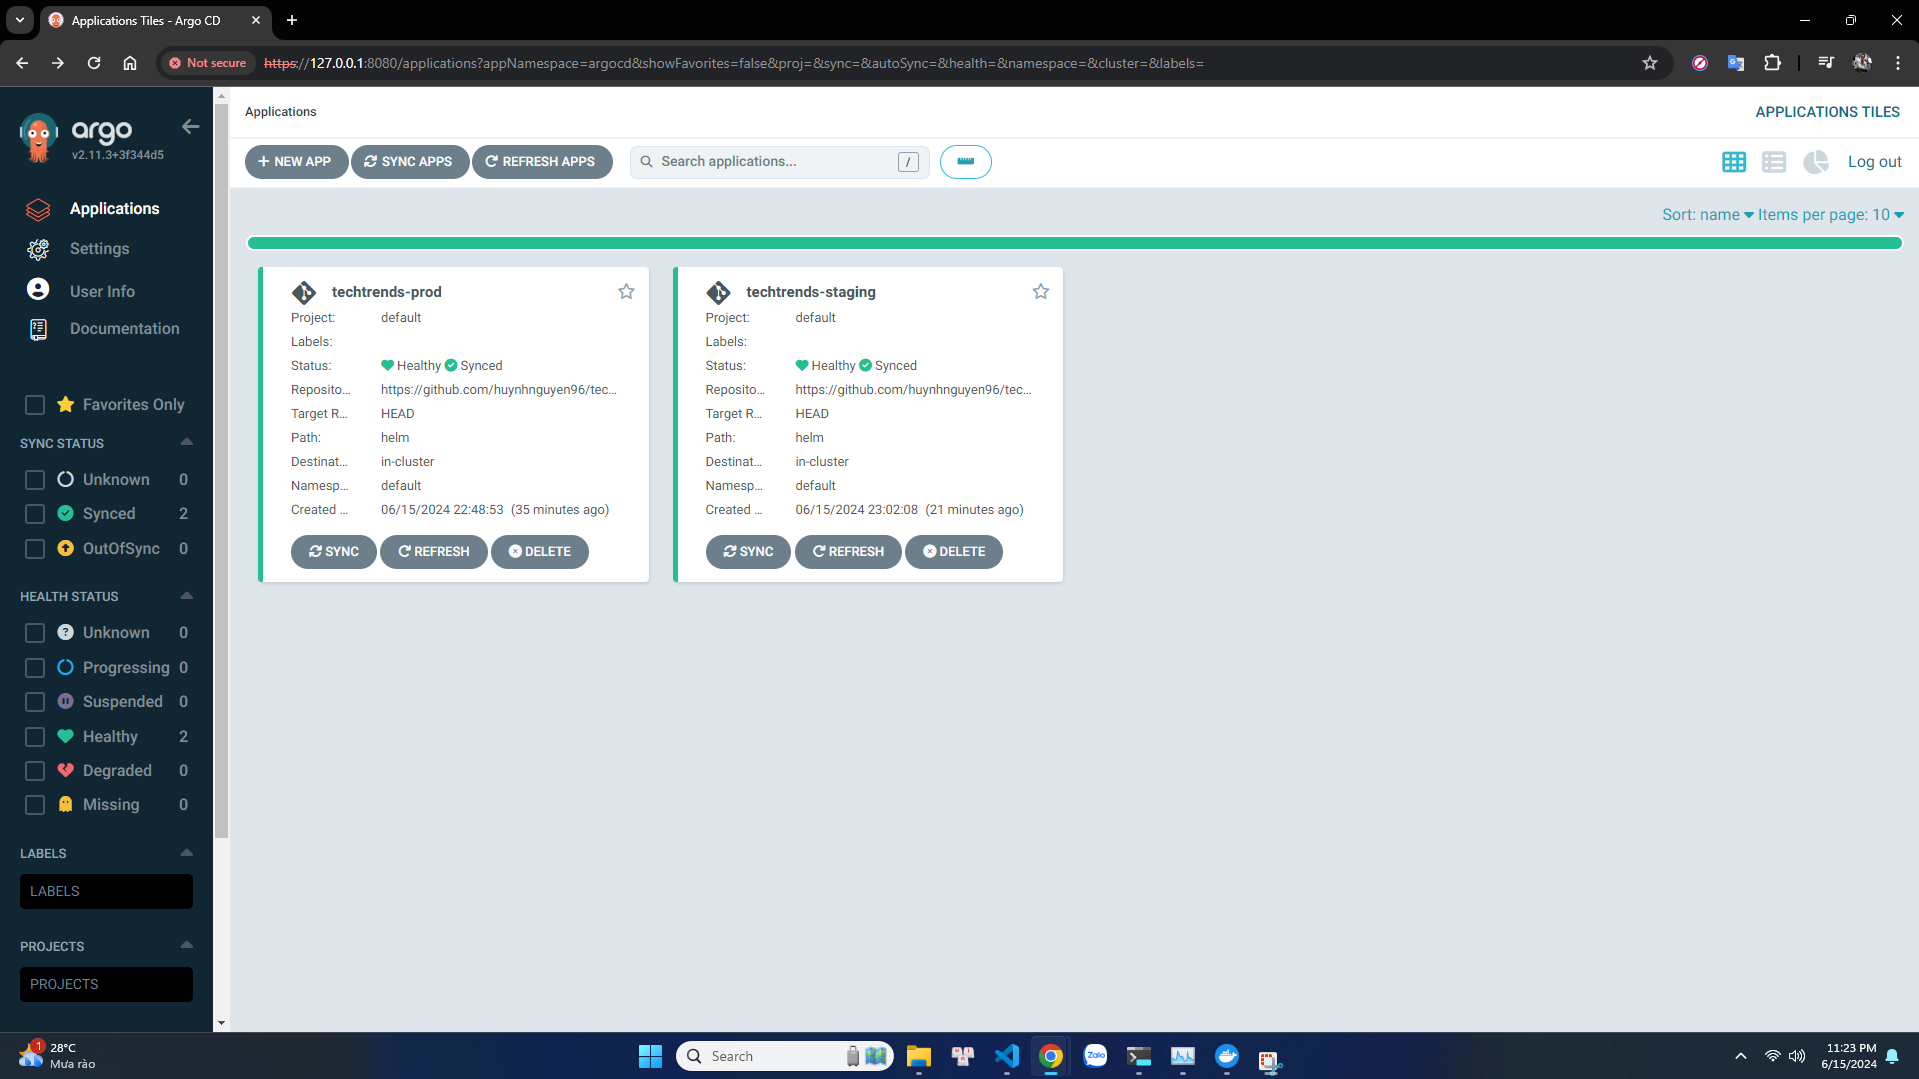 Applications Tiles - Argo CD
Not secure
https://127.0.0.1:8080/applications?appNamespace=argocd&showFavorites=false&proj=&sync=&autoSync=&health=&namespace=&cluster=&labels=
argo
v2.11.3+3f344d5
Applications
Settings
User Info
Documentation
Favorites Only
SYNC STATUS
Unknown 0
Synced 2
OutOfSync 0
HEALTH STATUS
Unknown 0
Progressing 0
Suspended 0
Healthy 2
Degraded 0
Missing 0
LABELS
LABELS
PROJECTS
PROJECTS
Applications
APPLICATIONS TILES
NEW APP SYNC APPS REFRESH APPS Search applications... / Log out
Sort: name Items per page: 10
techtrends-prod
Project: default
Labels:
Status: Healthy Synced
Reposito... https://github.com/huynhnguyen96/tec...
Target R... HEAD
Path: helm
Destinat... in-cluster
Namesp... default
Created ... 06/15/2024 22:48:53 (35 minutes ago)
SYNC REFRESH DELETE
techtrends-staging
Project: default
Labels:
Status: Healthy Synced
Reposito... https://github.com/huynhnguyen96/tec...
Target R... HEAD
Path: helm
Destinat... in-cluster
Namesp... default
Created ... 06/15/2024 23:02:08 (21 minutes ago)
SYNC REFRESH DELETE
1
28°C
Mưa rào
Search
Zalo
11:23 PM
6/15/2024